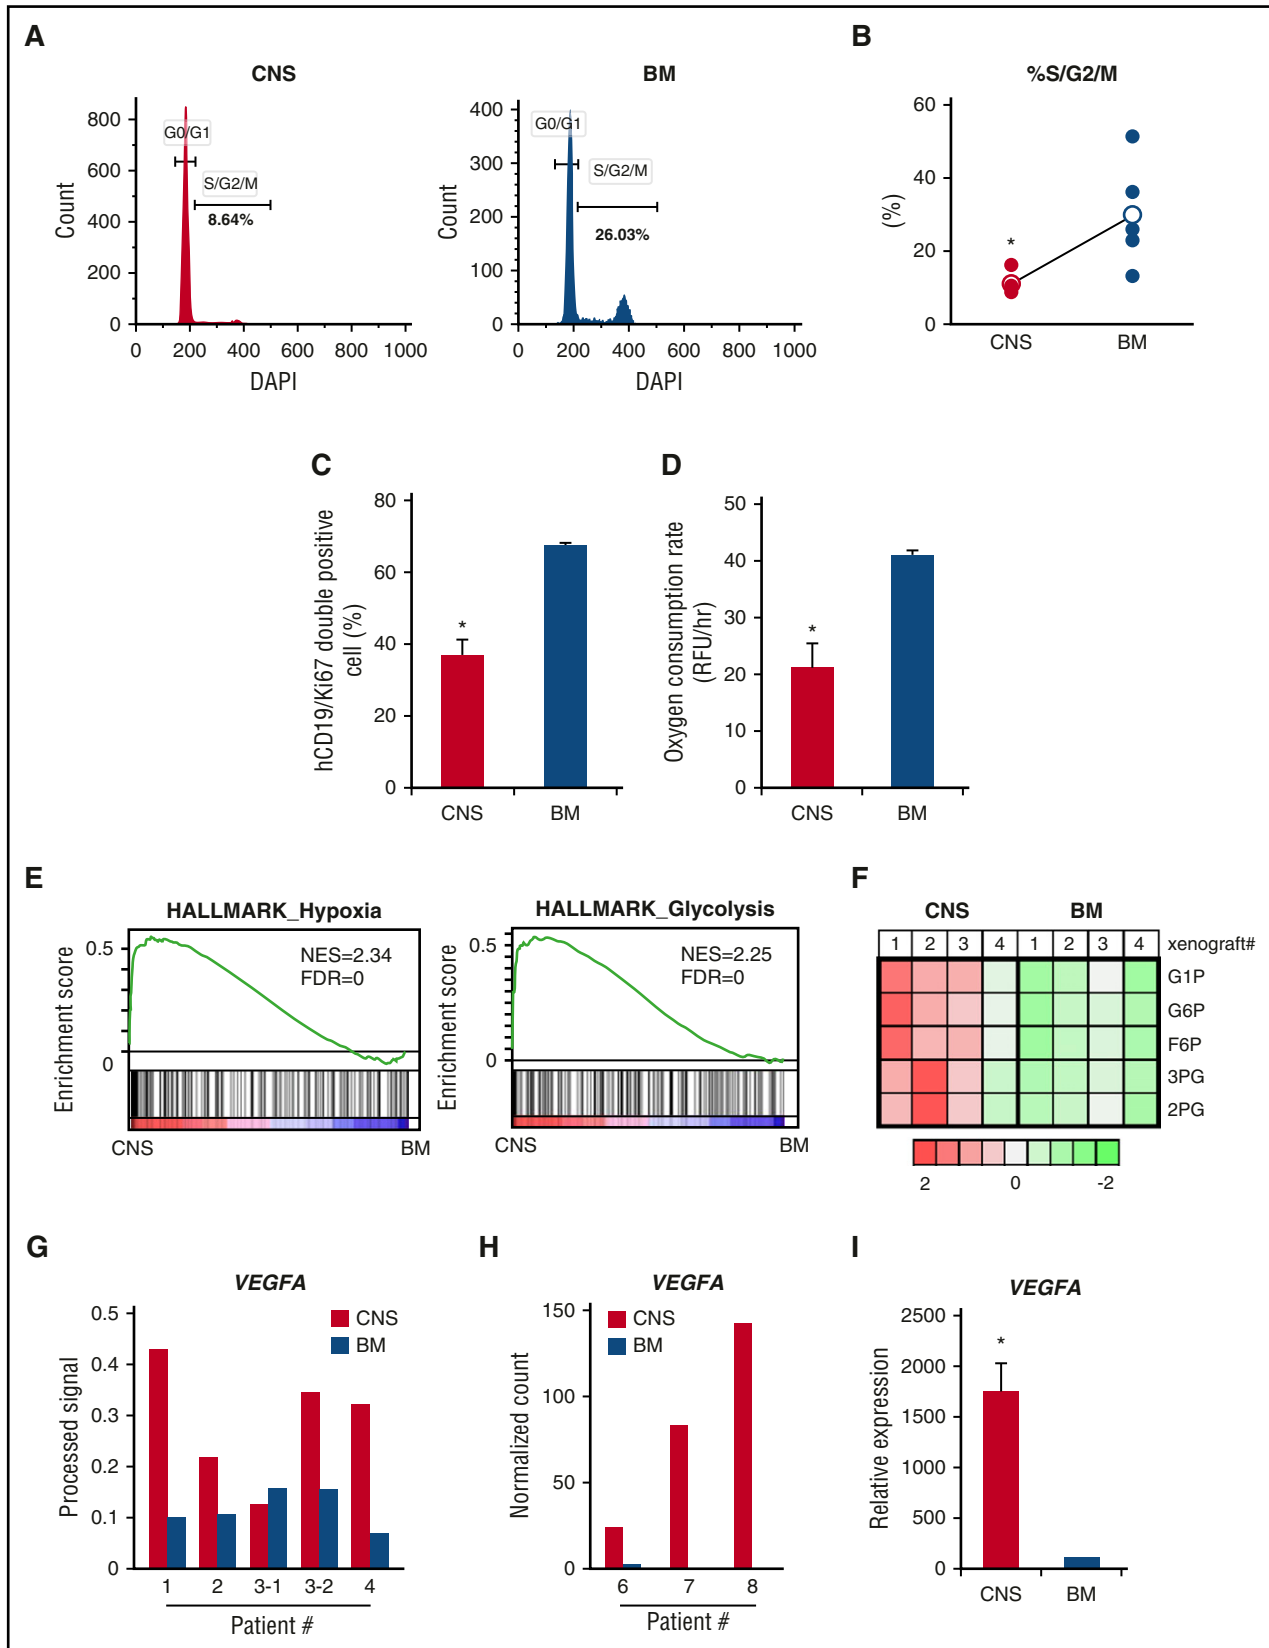 A
CNS
Count
800
600
400
200
0
G0/G1
S/G2/M
8.64%
0 200 400 600 800 1000
DAPI
BM
Count
400
300
200
100
0
G0/G1
S/G2/M
26.03%
0 200 400 600 800 1000
DAPI
B
%S/G2/M
(%)
60
40
20
0
*
CNS BM
C
hCD19/Ki67 double positive
cell (%)
80
60
40
20
0
*
CNS BM
D
Oxygen consumption rate
(RFU/hr)
50
40
30
20
10
0
*
CNS BM
E
HALLMARK_Hypoxia
Enrichment score
0.5
0
NES=2.34
FDR=0
CNS BM
HALLMARK_Glycolysis
Enrichment score
0.5
0
NES=2.25
FDR=0
CNS BM
F
CNS BM
1 2 3 4 1 2 3 4 xenograft#
G1P
G6P
F6P
3PG
2PG
2 0 -2
G
VEGFA
Processed signal
0.5
0.4
0.3
0.2
0.1
0
CNS
BM
1 2 3-1 3-2 4
Patient #
H
VEGFA
Normalized count
150
100
50
0
CNS
BM
6 7 8
Patient #
I
VEGFA
Relative expression
2500
2000
1500
1000
500
0
*
CNS BM